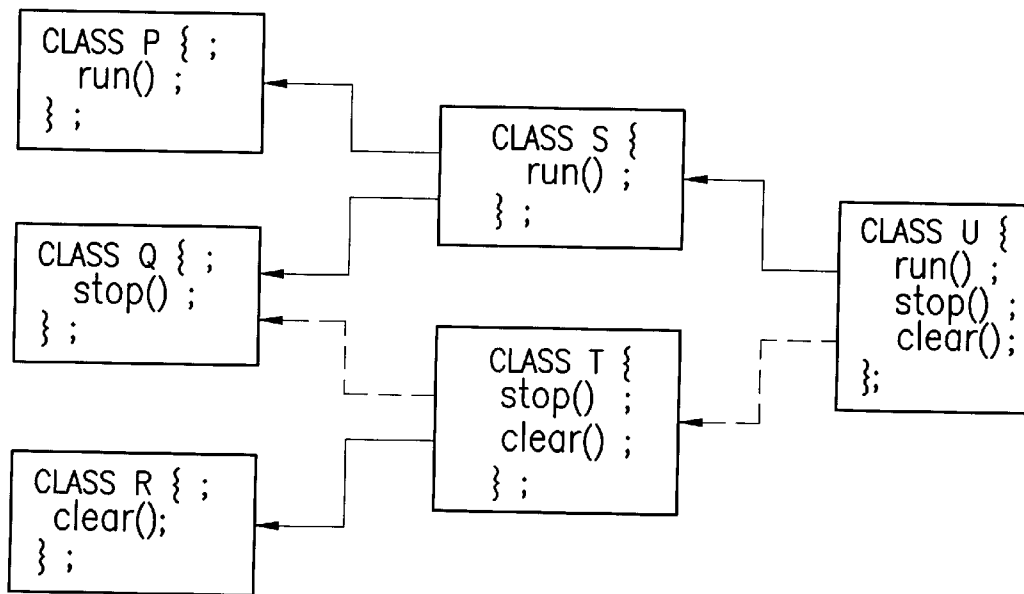 CLASS P { ;
run() ;
} ;
CLASS Q { ;
stop() ;
} ;
CLASS R { ;
clear();
} ;
CLASS S {
run() ;
} ;
CLASS T {
stop() ;
clear() ;
} ;
CLASS U {
run() ;
stop() ;
clear();
};